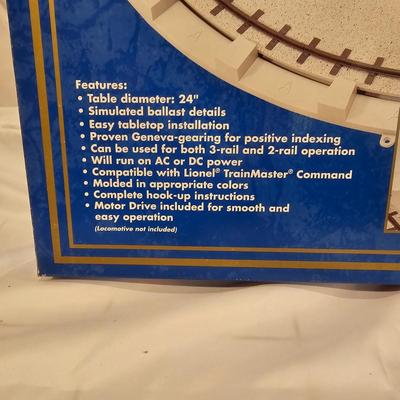 Features:
• Table diameter: 24"
• Simulated ballast details
• Easy tabletop installation
• Proven Geneva-gearing for positive indexing
• Can be used for both 3-rail and 2-rail operation
• Will run on AC or DC power
• Compatible with Lionel® TrainMaster® Command
• Molded in appropriate colors
• Complete hook-up instructions
• Motor Drive included for smooth and
easy operation
(Locomotive not included)